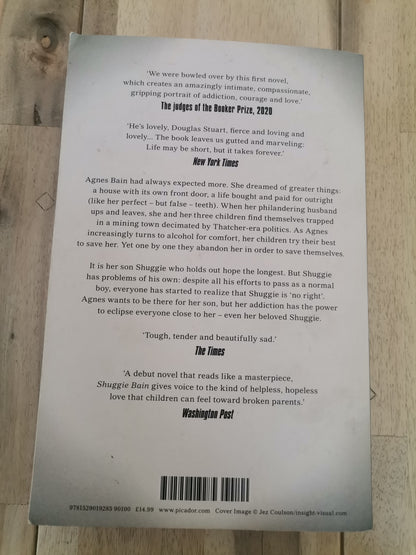 ‘We were bowled over by this first novel,
which creates an amazingly intimate, compassionate,
gripping portrait of addiction, courage and love.’
The judges of the Booker Prize, 2020
‘He’s lovely, Douglas Stuart, fierce and loving and
lovely... The book leaves us gutted and marveling:
Life may be short, but it takes forever.’
New York Times
Agnes Bain had always expected more. She dreamed of greater things:
a house with its own front door, a life bought and paid for outright
(like her perfect – but false – teeth). When her philandering husband
ups and leaves, she and her three children find themselves trapped
in a mining town decimated by Thatcher-era politics. As Agnes
increasingly turns to alcohol for comfort, her children try their best
to save her. Yet one by one they abandon her in order to save themselves.
It is her son Shuggie who holds out hope the longest. But Shuggie
has problems of his own: despite all his efforts to pass as a normal
boy, everyone has started to realize that Shuggie is ‘no right’.
Agnes wants to be there for her son, but her addiction has the power
to eclipse everyone close to her – even her beloved Shuggie.
‘Tough, tender and beautifully sad.’
The Times
‘A debut novel that reads like a masterpiece,
Shuggie Bain gives voice to the kind of helpless, hopeless
love that children can feel toward broken parents.’
Washington Post
9781529019285 90100 £14.99 www.picador.com Cover Image © Jez Coulson/insight-visual.com